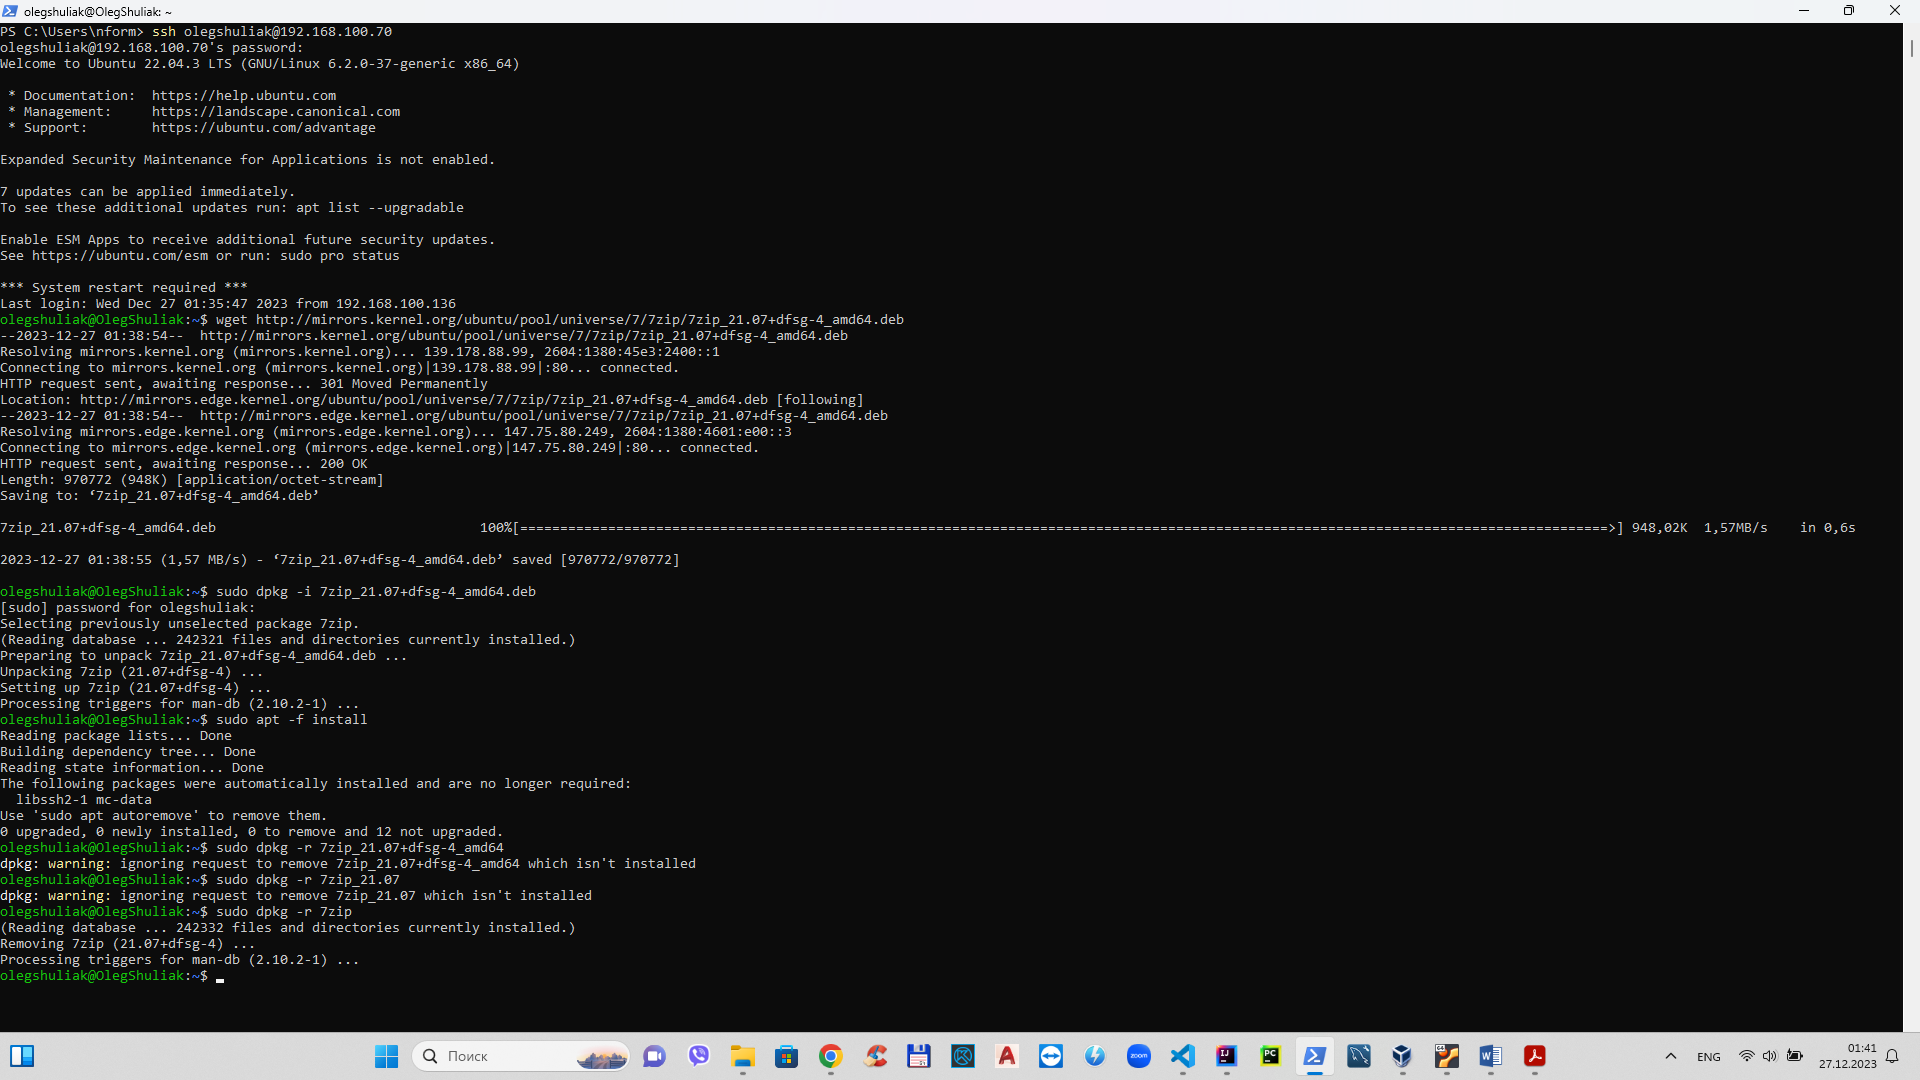 olegshuliak@OlegShuliak: ~
PS C:\Users\nform> ssh olegshuliak@192.168.100.70
olegshuliak@192.168.100.70's password:
Welcome to Ubuntu 22.04.3 LTS (GNU/Linux 6.2.0-37-generic x86_64)
* Documentation:  https://help.ubuntu.com
* Management:     https://landscape.canonical.com
* Support:        https://ubuntu.com/advantage
Expanded Security Maintenance for Applications is not enabled.
7 updates can be applied immediately.
To see these additional updates run: apt list --upgradable
Enable ESM Apps to receive additional future security updates.
See https://ubuntu.com/esm or run: sudo pro status
*** System restart required ***
Last login: Wed Dec 27 01:35:47 2023 from 192.168.100.136
olegshuliak@OlegShuliak:~$ wget http://mirrors.kernel.org/ubuntu/pool/universe/7/7zip/7zip_21.07+dfsg-4_amd64.deb
--2023-12-27 01:38:54--  http://mirrors.kernel.org/ubuntu/pool/universe/7/7zip/7zip_21.07+dfsg-4_amd64.deb
Resolving mirrors.kernel.org (mirrors.kernel.org)... 139.178.88.99, 2604:1380:45e3:2400::1
Connecting to mirrors.kernel.org (mirrors.kernel.org)|139.178.88.99|:80... connected.
HTTP request sent, awaiting response... 301 Moved Permanently
Location: http://mirrors.edge.kernel.org/ubuntu/pool/universe/7/7zip/7zip_21.07+dfsg-4_amd64.deb [following]
--2023-12-27 01:38:54--  http://mirrors.edge.kernel.org/ubuntu/pool/universe/7/7zip/7zip_21.07+dfsg-4_amd64.deb
Resolving mirrors.edge.kernel.org (mirrors.edge.kernel.org)... 147.75.80.249, 2604:1380:4601:e00::3
Connecting to mirrors.edge.kernel.org (mirrors.edge.kernel.org)|147.75.80.249|:80... connected.
HTTP request sent, awaiting response... 200 OK
Length: 970772 (948K) [application/octet-stream]
Saving to: ‘7zip_21.07+dfsg-4_amd64.deb’
7zip_21.07+dfsg-4_amd64.deb 100%[========================================================================================================================================>] 948,02K  1,57MB/s    in 0,6s
2023-12-27 01:38:55 (1,57 MB/s) - ‘7zip_21.07+dfsg-4_amd64.deb’ saved [970772/970772]
olegshuliak@OlegShuliak:~$ sudo dpkg -i 7zip_21.07+dfsg-4_amd64.deb
[sudo] password for olegshuliak:
Selecting previously unselected package 7zip.
(Reading database ... 242321 files and directories currently installed.)
Preparing to unpack 7zip_21.07+dfsg-4_amd64.deb ...
Unpacking 7zip (21.07+dfsg-4) ...
Setting up 7zip (21.07+dfsg-4) ...
Processing triggers for man-db (2.10.2-1) ...
olegshuliak@OlegShuliak:~$ sudo apt -f install
Reading package lists... Done
Building dependency tree... Done
Reading state information... Done
The following packages were automatically installed and are no longer required:
libssh2-1 mc-data
Use 'sudo apt autoremove' to remove them.
0 upgraded, 0 newly installed, 0 to remove and 12 not upgraded.
olegshuliak@OlegShuliak:~$ sudo dpkg -r 7zip_21.07+dfsg-4_amd64
dpkg: warning: ignoring request to remove 7zip_21.07+dfsg-4_amd64 which isn't installed
olegshuliak@OlegShuliak:~$ sudo dpkg -r 7zip_21.07
dpkg: warning: ignoring request to remove 7zip_21.07 which isn't installed
olegshuliak@OlegShuliak:~$ sudo dpkg -r 7zip
(Reading database ... 242332 files and directories currently installed.)
Removing 7zip (21.07+dfsg-4) ...
Processing triggers for man-db (2.10.2-1) ...
olegshuliak@OlegShuliak:~$
Поиск
zoom
IJ
PC
ENG
01:41
27.12.2023